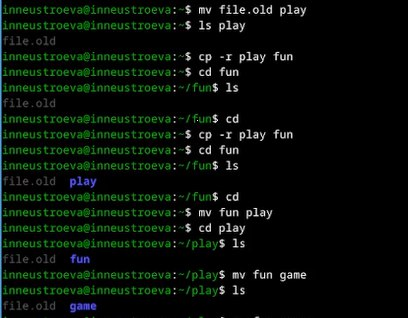 inneustroeva@inneustroeva:~$ mv file.old play
inneustroeva@inneustroeva:~$ ls play
file.old
inneustroeva@inneustroeva:~$ cp -r play fun
inneustroeva@inneustroeva:~$ cd fun
inneustroeva@inneustroeva:~/fun$ ls
file.old
inneustroeva@inneustroeva:~/fun$ cd
inneustroeva@inneustroeva:~$ cp -r play fun
inneustroeva@inneustroeva:~$ cd fun
inneustroeva@inneustroeva:~/fun$ ls
file.old play
inneustroeva@inneustroeva:~/fun$ cd
inneustroeva@inneustroeva:~$ mv fun play
inneustroeva@inneustroeva:~$ cd play
inneustroeva@inneustroeva:~/play$ ls
file.old fun
inneustroeva@inneustroeva:~/play$ mv fun game
inneustroeva@inneustroeva:~/play$ ls
file.old game